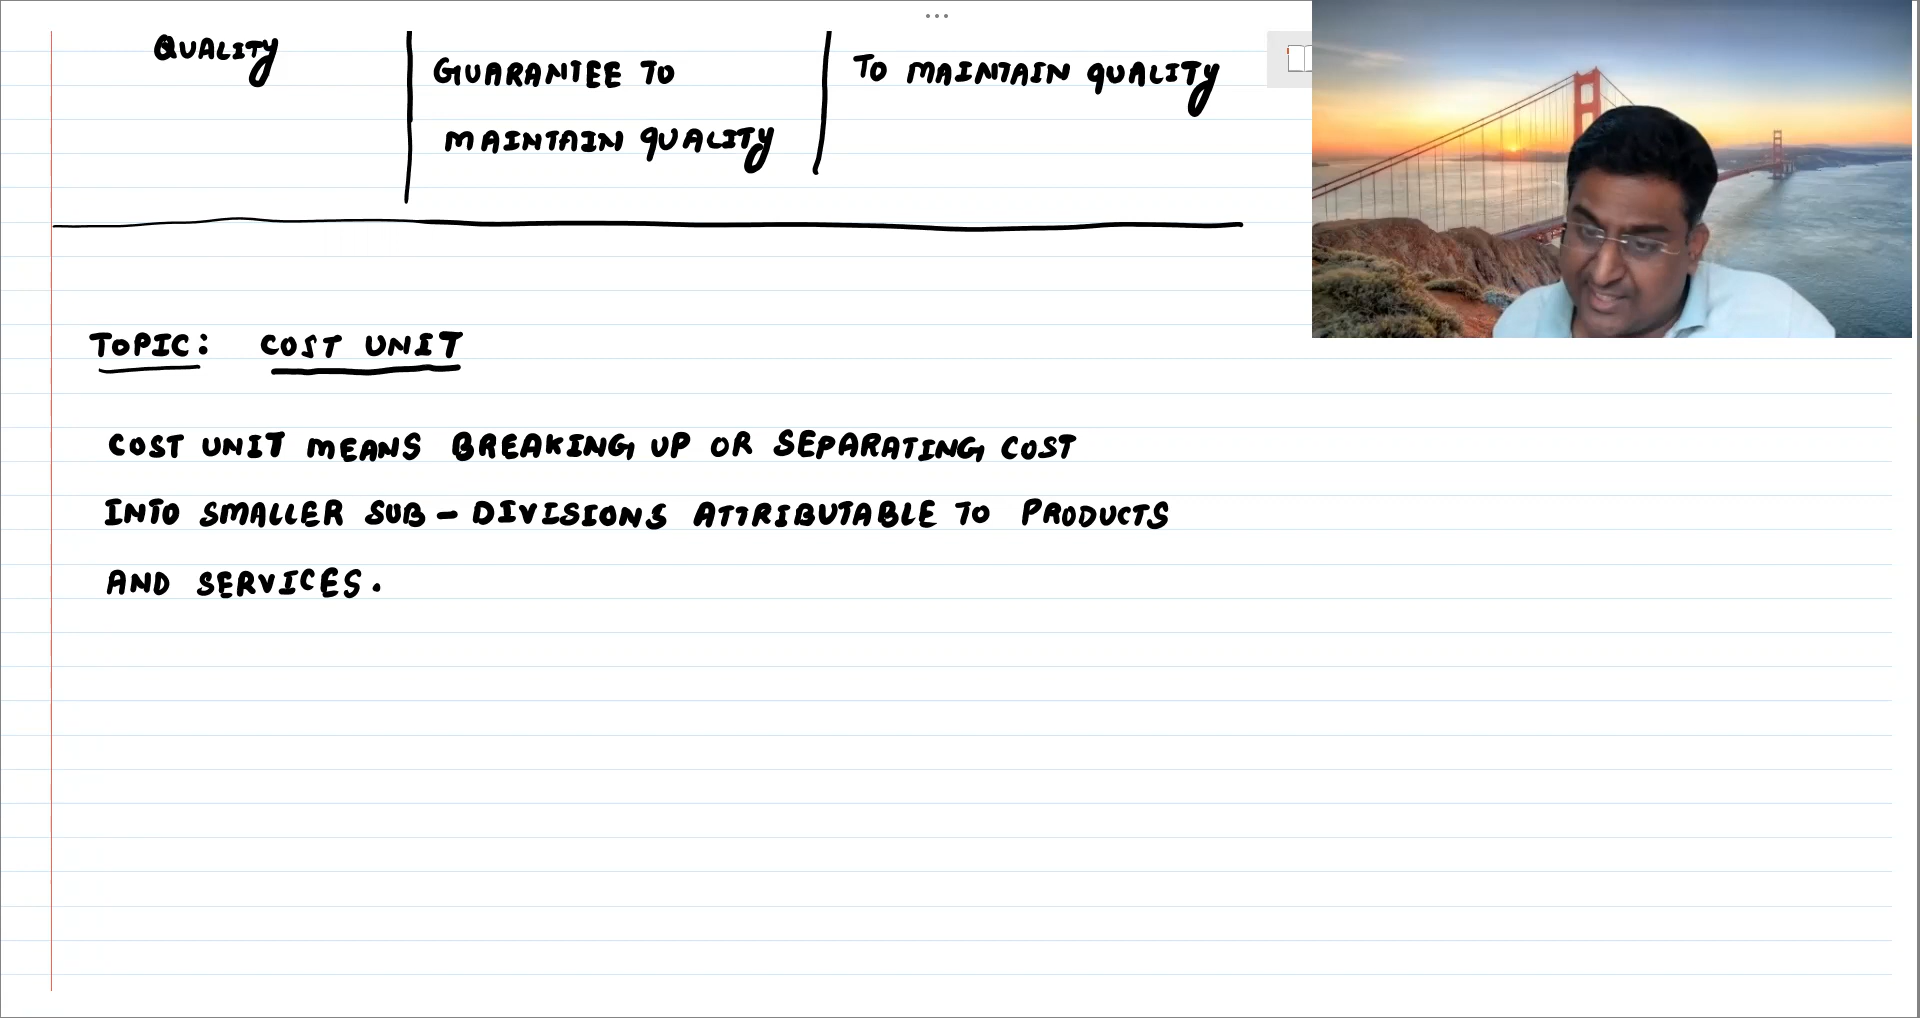 QUALITY
GUARANTEE TO
MAINTAIN QUALITY
TO MAINTAIN QUALITY
TOPIC: COST UNIT
COST UNIT MEANS BREAKING UP OR SEPARATING COST
INTO SMALLER SUB - DIVISIONS ATTRIBUTABLE TO PRODUCTS
AND SERVICES.